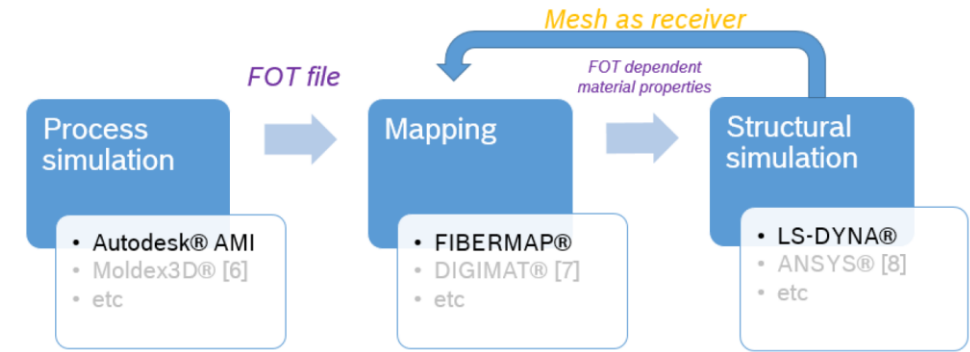 Mesh as receiver
FOT file
FOT dependent
material properties
Process
simulation
Mapping
Structural
simulation
• Autodesk® AMI
• Moldex3D® [6]
• etc
• FIBERMAP®
• DIGIMAT® [7]
• etc
• LS-DYNA®
• ANSYS® [8]
• etc